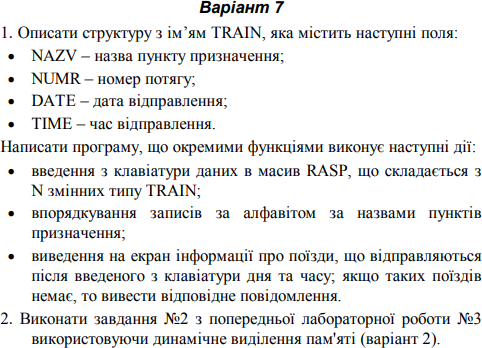 Варіант 7
1. Описати структуру з ім’ям TRAIN, яка містить наступні поля:
• NAZV – назва пункту призначення;
• NUMR – номер потягу;
• DATE – дата відправлення;
• TIME – час відправлення.
Написати програму, що окремими функціями виконує наступні дії:
• введення з клавіатури даних в масив RASP, що складається з
N змінних типу TRAIN;
• впорядкування записів за алфавітом за назвами пунктів
призначення;
• виведення на екран інформації про поїзди, що відправляються
після введеного з клавіатури дня та часу; якщо таких поїздів
немає, то вивести відповідне повідомлення.
2. Виконати завдання №2 з попередньої лабораторної роботи №3
використовуючи динамічне виділення пам'яті (варіант 2).